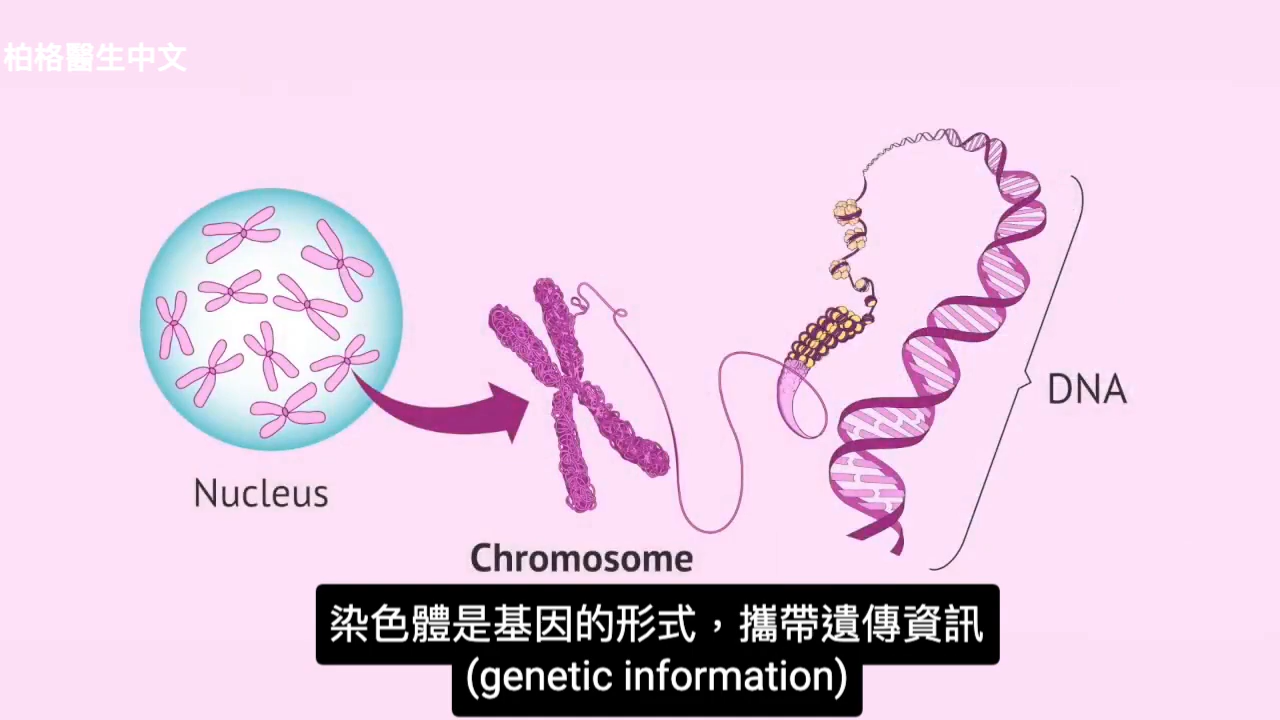 柏格醫生中文
Nucleus
Chromosome
DNA
染色體是基因的形式，攜帶遺傳資訊
(genetic information)